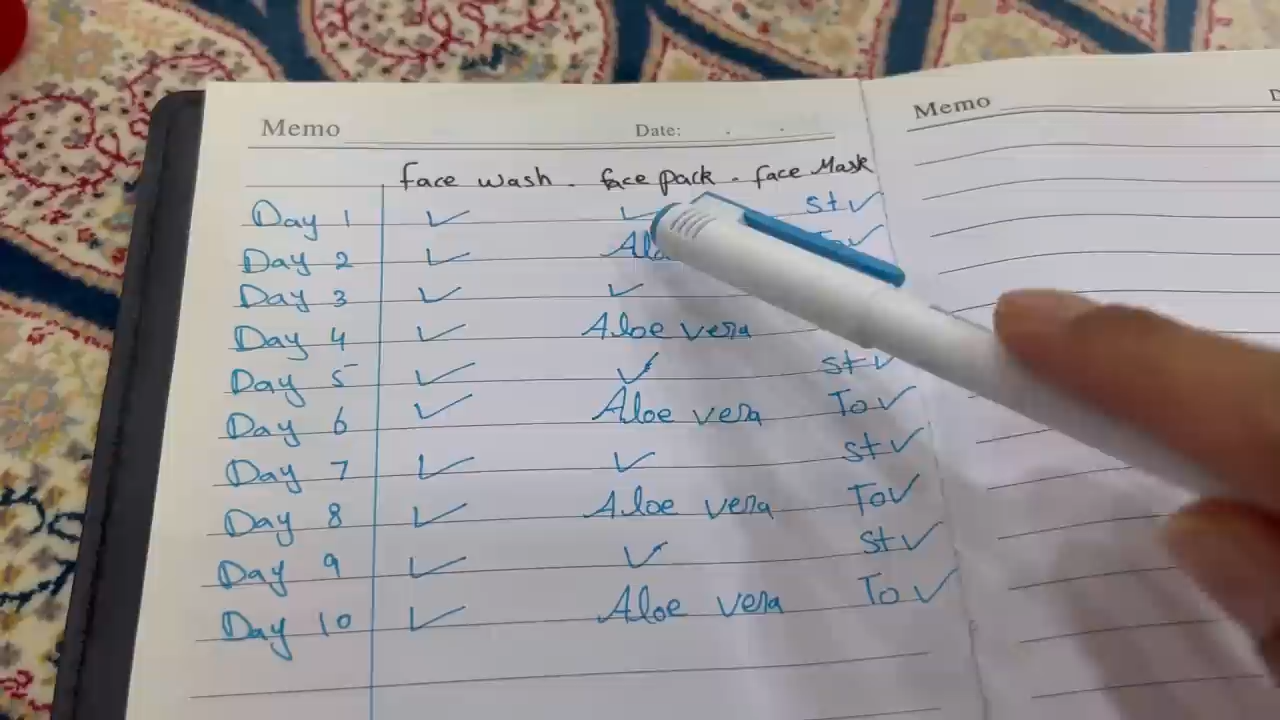 Memo Date: . . Memo
face wash . face pack . face Mask
Day 1 ✓ ✓ St ✓
Day 2 ✓
Day 3 ✓ ✓
Day 4 ✓ Aloe vera
Day 5 ✓ ✓ St ✓
Day 6 ✓ Aloe vera To ✓
Day 7 ✓ ✓ St ✓
Day 8 ✓ Aloe vera To ✓
Day 9 ✓ ✓ St ✓
Day 10 ✓ Aloe vera To ✓